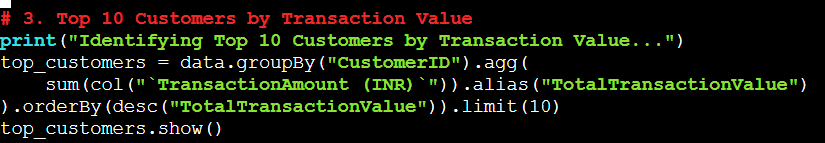 # 3. Top 10 Customers by Transaction Value
print("Identifying Top 10 Customers by Transaction Value...")
top_customers = data.groupBy("CustomerID").agg(
    sum(col("`TransactionAmount (INR)`")).alias("TotalTransactionValue")
).orderBy(desc("TotalTransactionValue")).limit(10)
top_customers.show()